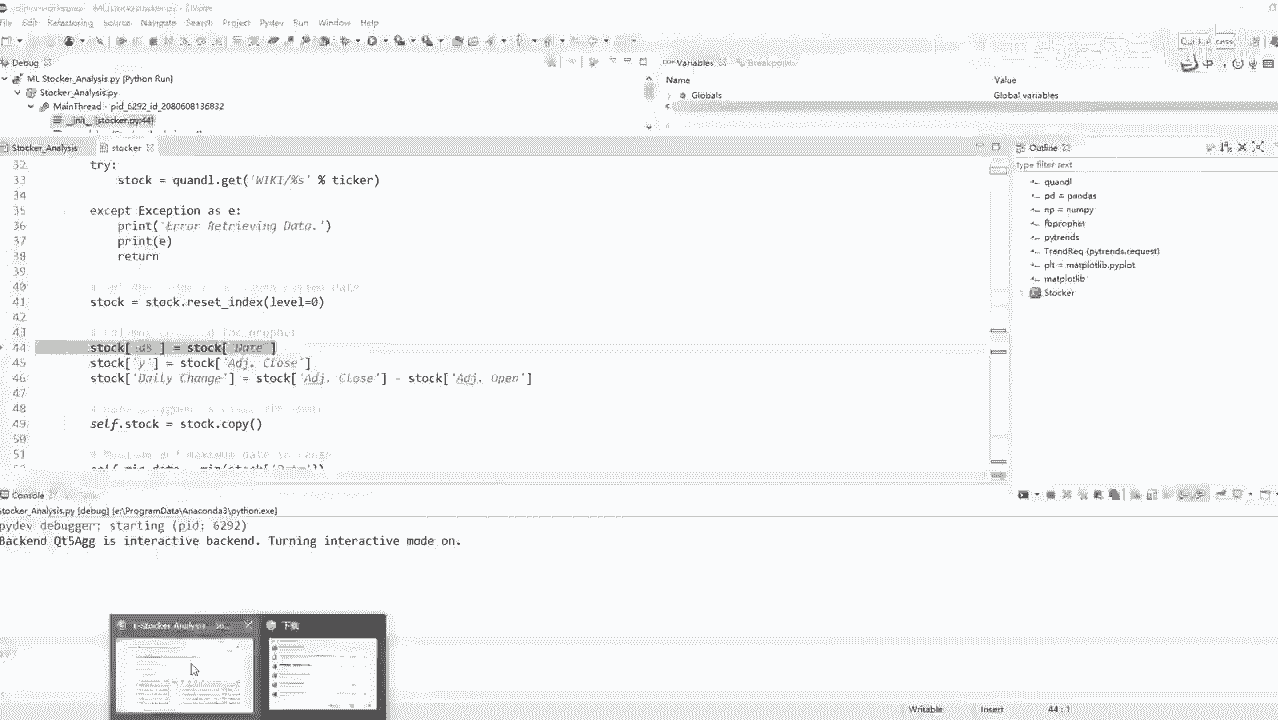 File Edit Refactoring Source Navigate Search Project Pydev Run Window Help
Debug
Variables Breakpoints
ML Stocker_Analysis.py [Python Run]
Stocker_Analysis.py
MainThread - pid_6292_id_2080608136832
__init__ [stocker.py:44]
Name Value
Globals Global variables
Stocker_Analysis stocker
32 try:
33 stock = quandl.get('WIKI/%s' % ticker)
34
35 except Exception as e:
36 print('Error Retrieving Data.')
37 print(e)
38 return
39
40
41 stock = stock.reset_index(level=0)
42
43
44 stock['ds'] = stock['Date']
45 stock['y'] = stock['Adj. Close']
46 stock['Daily Change'] = stock['Adj. Close'] - stock['Adj. Open']
47
48
49 self.stock = stock.copy()
50
51
Outline
type filter text
quandl
pd = pandas
np = numpy
fbprophet
pytrends
TrendReq (pytrends.request)
plt = matplotlib.pyplot
matplotlib
Stocker
Console
Stocker_Analysis.py [debug] [e:\ProgramData\Anaconda3\python.exe]
pydev debugger: starting (pid: 6292)
Backend Qt5Agg is interactive backend. Turning interactive mode on.
下载
Writable Insert 44 : 1